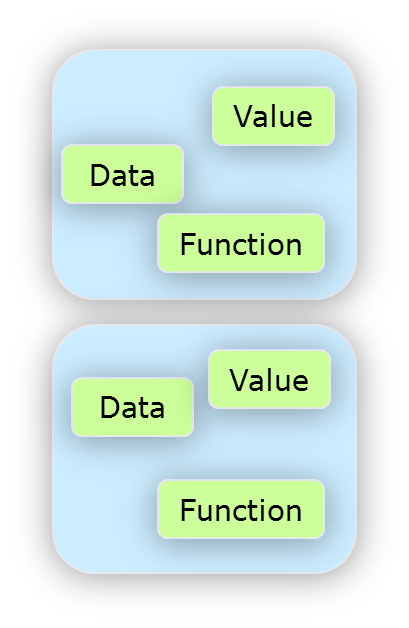 Value
Data
Function
Value
Data
Function